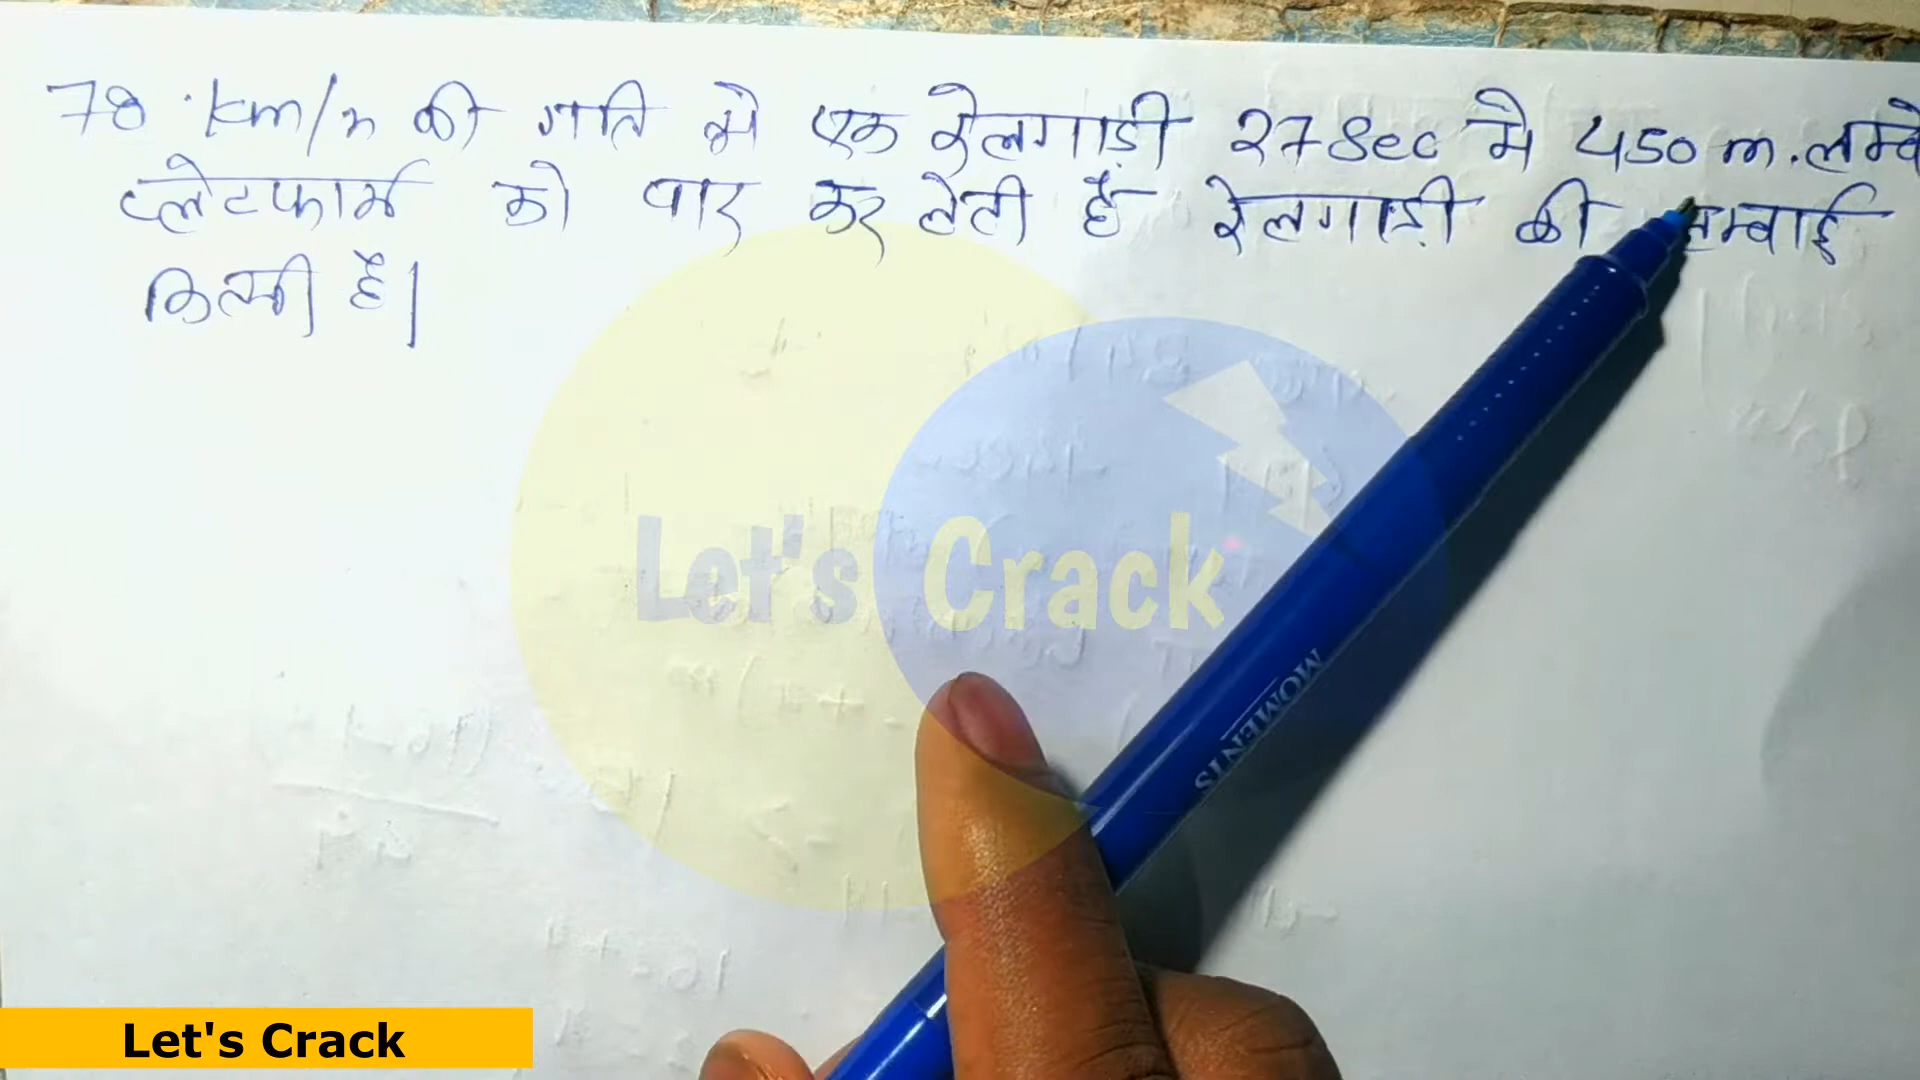 78 km/h की गति से एक रेलगाड़ी 27 Sec मे 450 m. लम्बे
प्लेटफार्म को पार कर लेती है रेलगाड़ी की लम्बाई
कितनी है।
Let's Crack
MOMENTS
Let's Crack